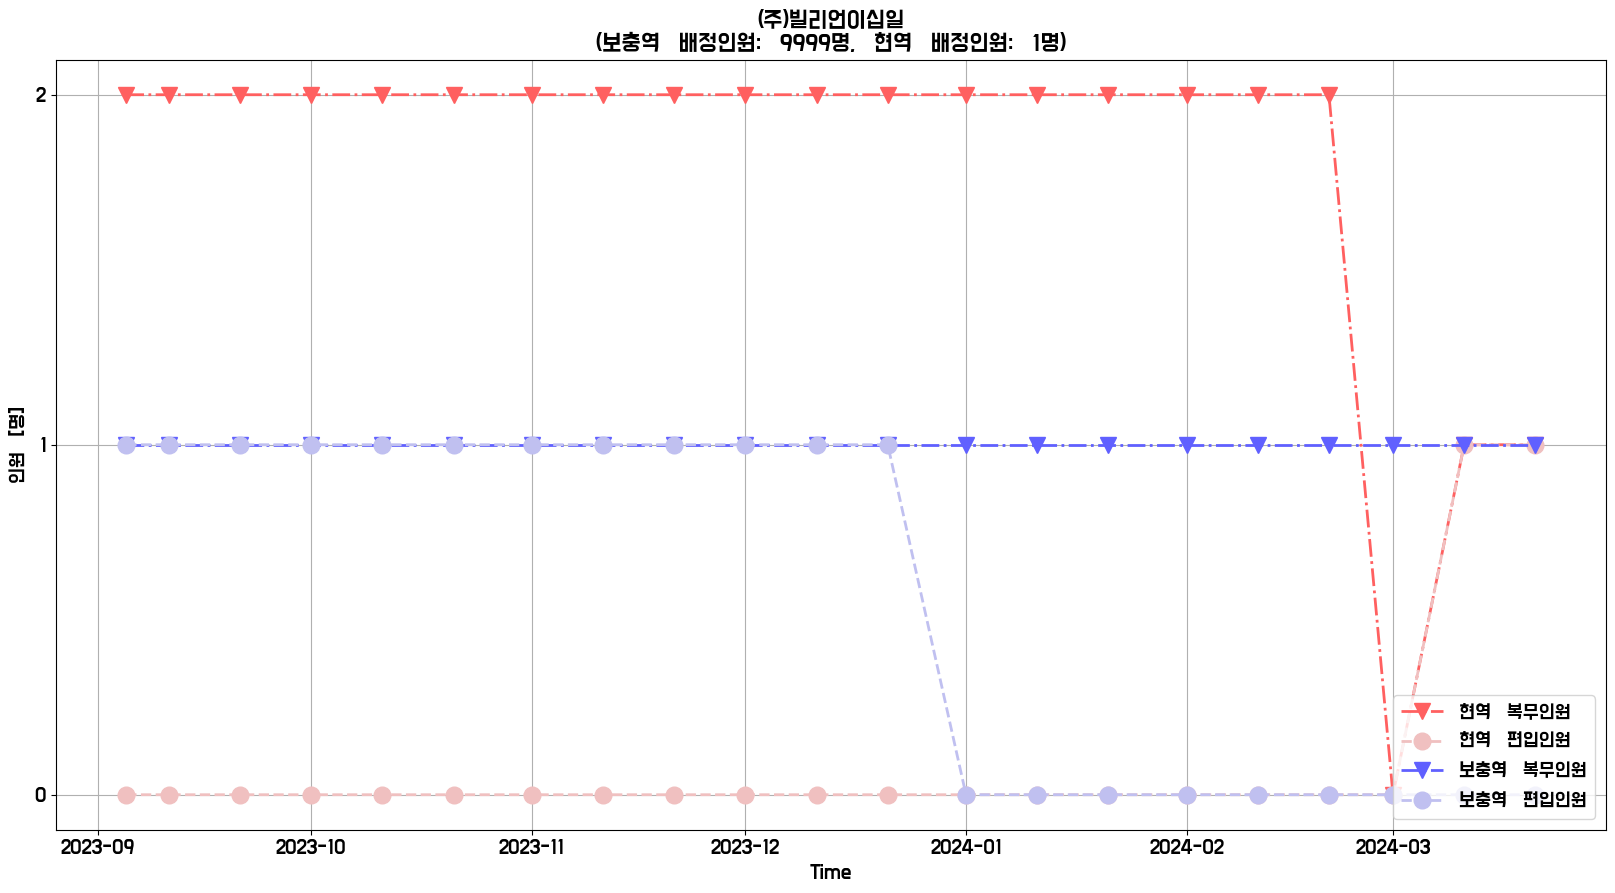 (주)빌리언이십일
(보충역 배정인원: 9999명, 현역 배정인원: 1명)
2
1
0
인원 [명]
현역 복무인원
현역 편입인원
보충역 복무인원
보충역 편입인원
2023-09 2023-10 2023-11 2023-12 2024-01 2024-02 2024-03
Time